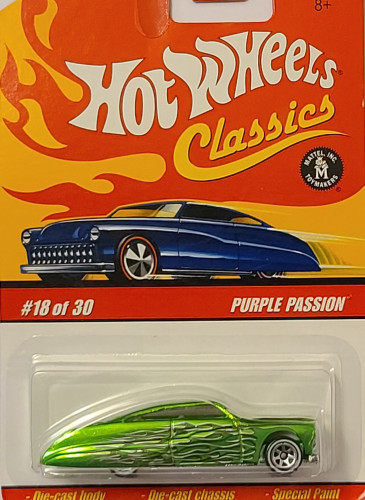 8+
HOT WHEELS®
Classics
MATTEL, INC.
M
TOYMAKERS
#18 of 30
PURPLE PASSION™
Die-cast body
Die-cast chassis
Special Paint